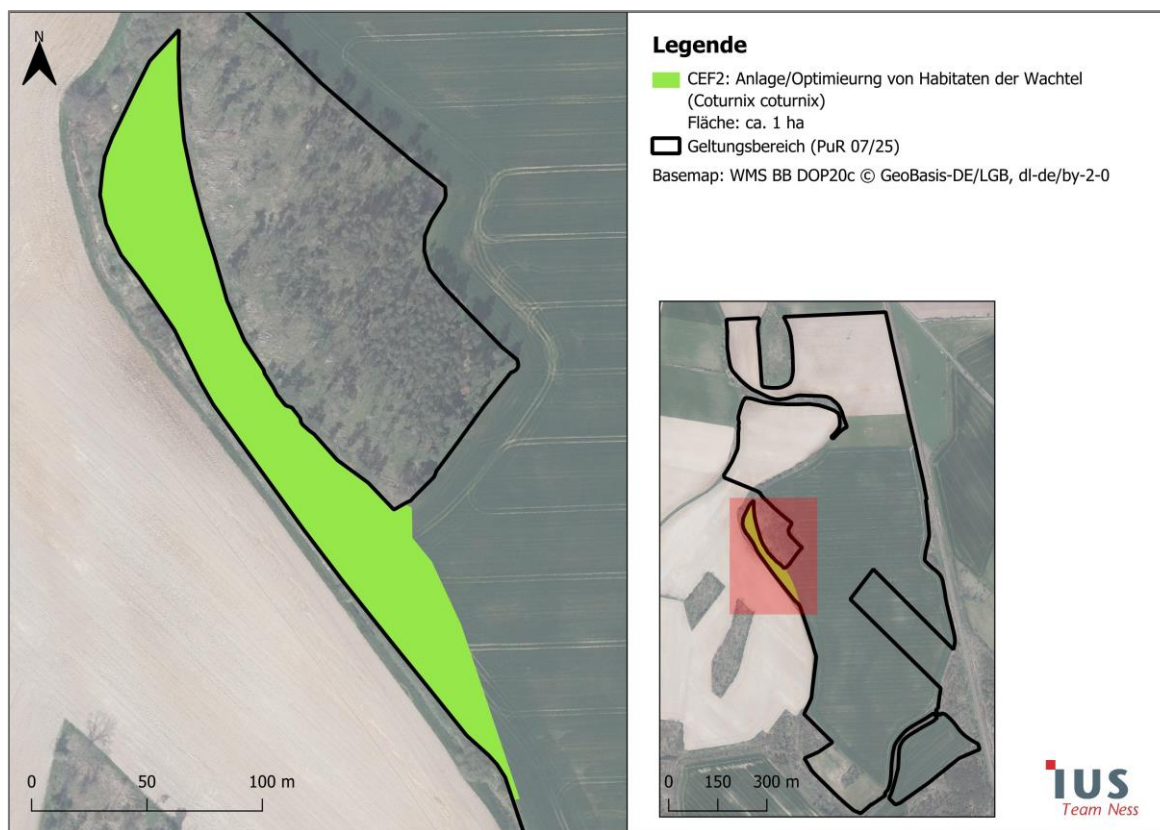 N
0 50 100 m
Legende
CEF2: Anlage/Optimieurng von Habitaten der Wachtel
(Coturnix coturnix)
Fläche: ca. 1 ha
Geltungsbereich (PuR 07/25)
Basemap: WMS BB DOP20c © GeoBasis-DE/LGB, dl-de/by-2-0
0 150 300 m
IUS
Team Ness